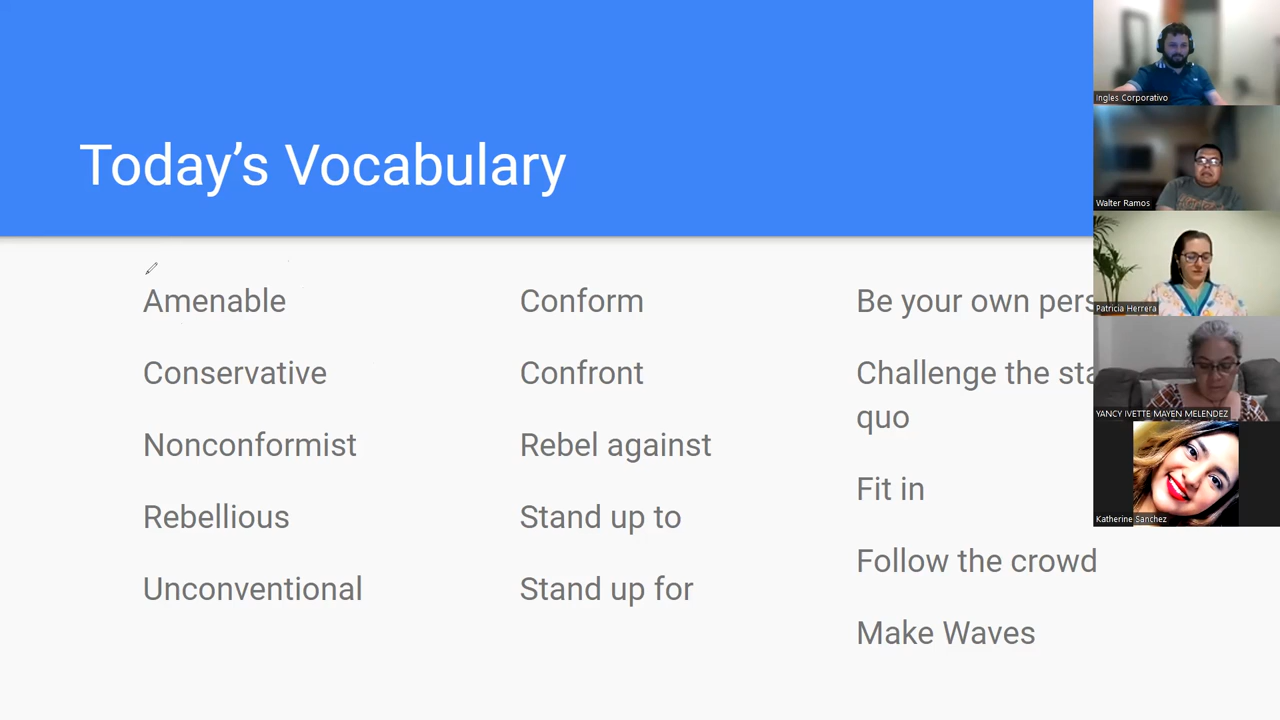 Today’s Vocabulary
Amenable
Conservative
Nonconformist
Rebellious
Unconventional
Conform
Confront
Rebel against
Stand up to
Stand up for
Be your own
Challenge the
quo
Fit in
Follow the crowd
Make Waves
Ingles Corporativo
Walter Ramos
Patricia Herrera
YANCY IVETTE MAYEN MELENDEZ
Katherine Sanchez